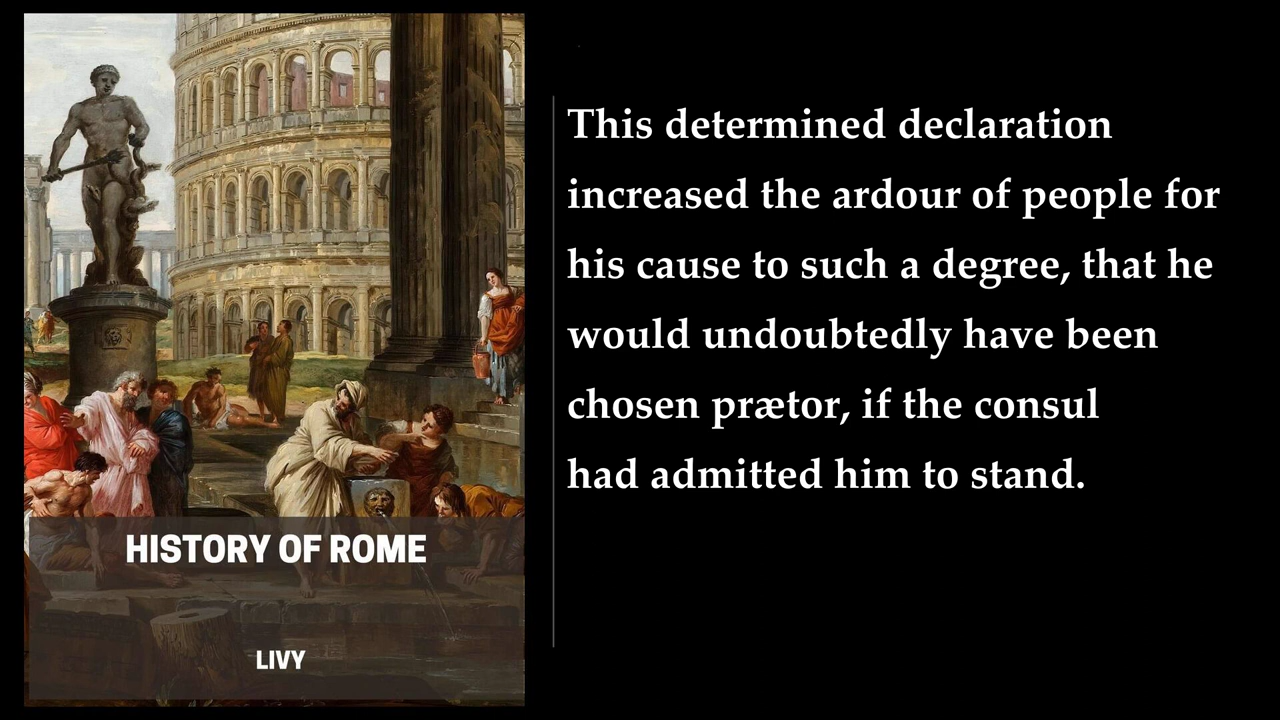 HISTORY OF ROME
LIVY
This determined declaration
increased the ardour of people for
his cause to such a degree, that he
would undoubtedly have been
chosen prætor, if the consul
had admitted him to stand.